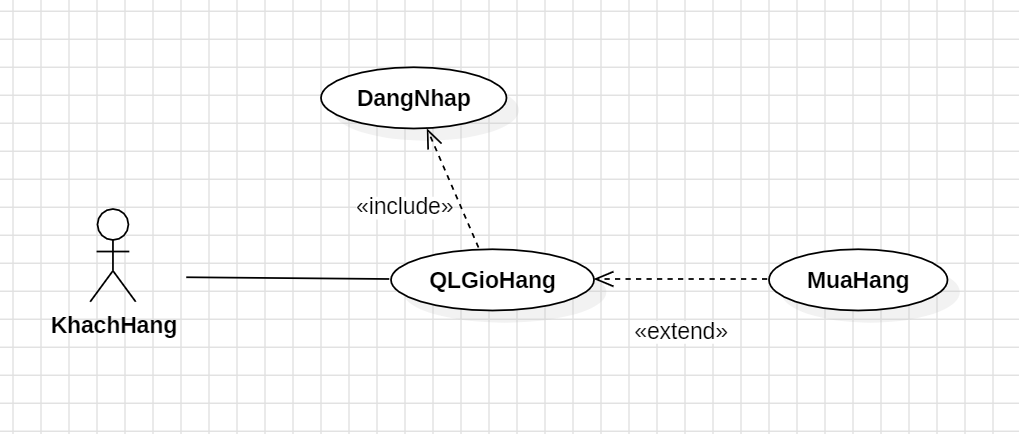 DangNhap
«include»
QLGioHang
MuaHang
KhachHang
«extend»